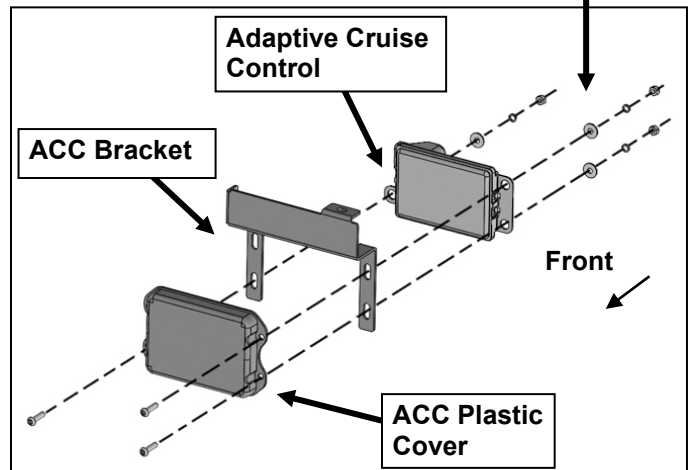 Adaptive Cruise
Control
ACC Bracket
Front
ACC Plastic
Cover